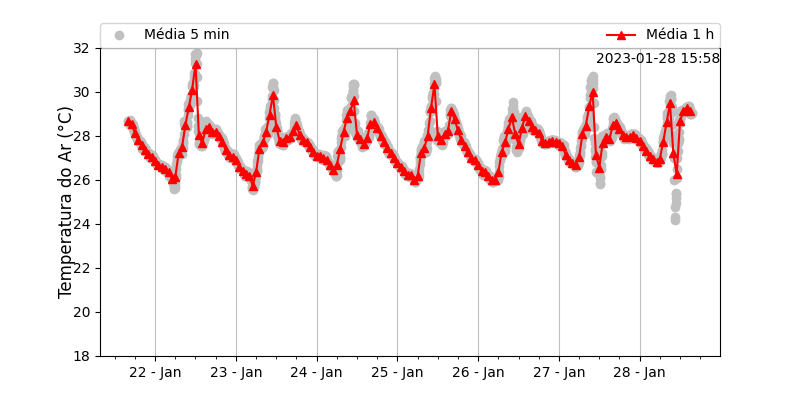 Média 5 min
Média 1 h
2023-01-28 15:58
Temperatura do Ar (°C)
32
30
28
26
24
22
20
18
22 - Jan
23 - Jan
24 - Jan
25 - Jan
26 - Jan
27 - Jan
28 - Jan